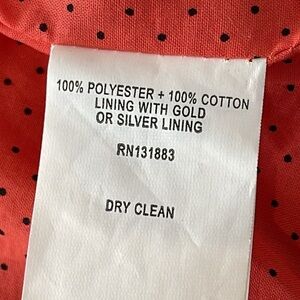 100% POLYESTER + 100% COTTON
LINING WITH GOLD
OR SILVER LINING
RN131883
DRY CLEAN